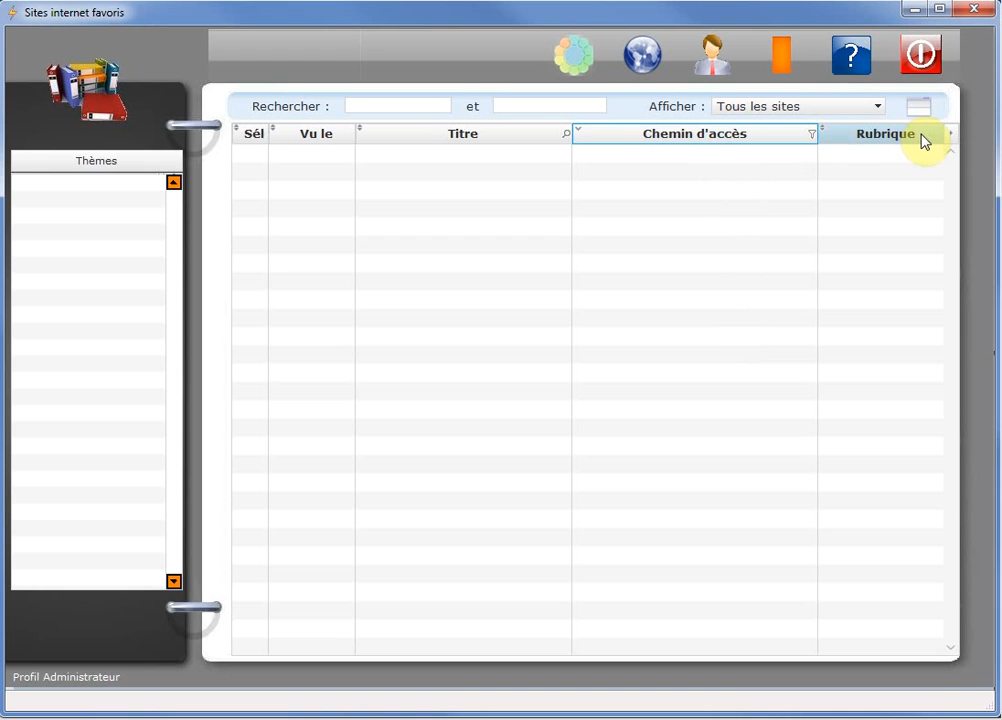 Sites internet favoris
?
Rechercher : et Afficher : Tous les sites
Thèmes
Sél Vu le Titre Chemin d'accès Rubrique
Profil Administrateur